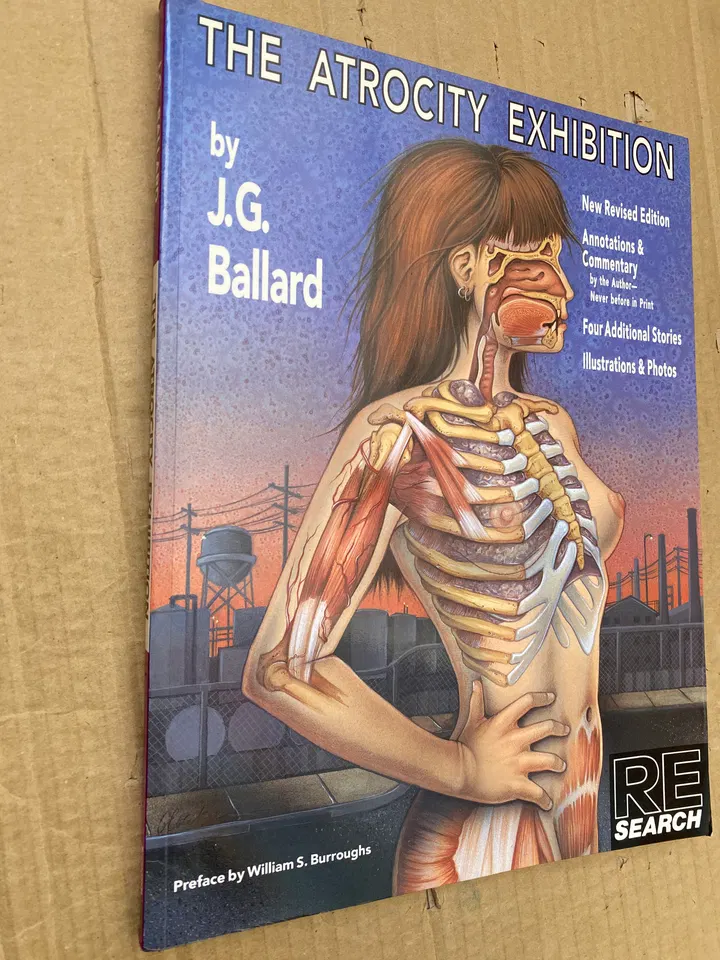 THE ATROCITY EXHIBITION
by
J.G.
Ballard
New Revised Edition
Annotations &
Commentary
by the Author—
Never before in Print
Four Additional Stories
Illustrations & Photos
RE
SEARCH
Preface by William S. Burroughs